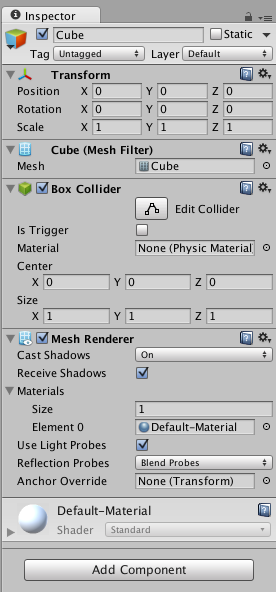 Inspector
Cube Static
Tag Untagged Layer Default
Transform
Position X 0 Y 0 Z 0
Rotation X 0 Y 0 Z 0
Scale X 1 Y 1 Z 1
Cube (Mesh Filter)
Mesh Cube
Box Collider
Edit Collider
Is Trigger
Material None (Physic Material
Center
X 0 Y 0 Z 0
Size
X 1 Y 1 Z 1
Mesh Renderer
Cast Shadows On
Receive Shadows
Materials
Size 1
Element 0 Default-Material
Use Light Probes
Reflection Probes Blend Probes
Anchor Override None (Transform)
Default-Material
Shader Standard
Add Component